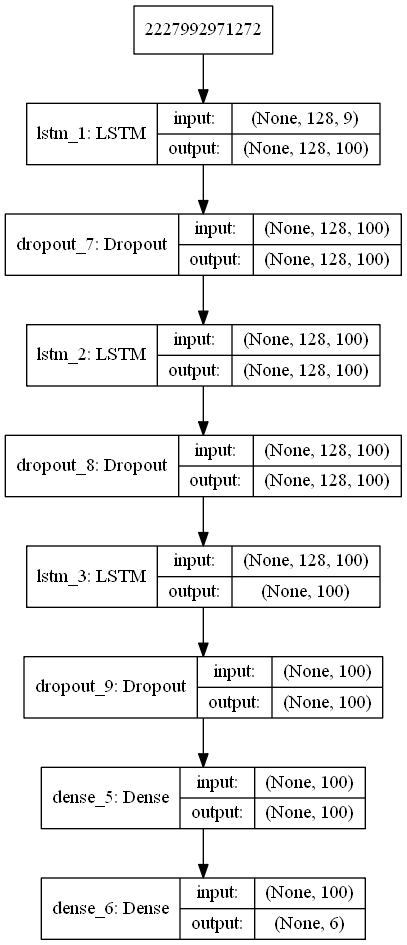 2227992971272
lstm_1: LSTM
input: (None, 128, 9)
output: (None, 128, 100)
dropout_7: Dropout
input: (None, 128, 100)
output: (None, 128, 100)
lstm_2: LSTM
input: (None, 128, 100)
output: (None, 128, 100)
dropout_8: Dropout
input: (None, 128, 100)
output: (None, 128, 100)
lstm_3: LSTM
input: (None, 128, 100)
output: (None, 100)
dropout_9: Dropout
input: (None, 100)
output: (None, 100)
dense_5: Dense
input: (None, 100)
output: (None, 100)
dense_6: Dense
input: (None, 100)
output: (None, 6)